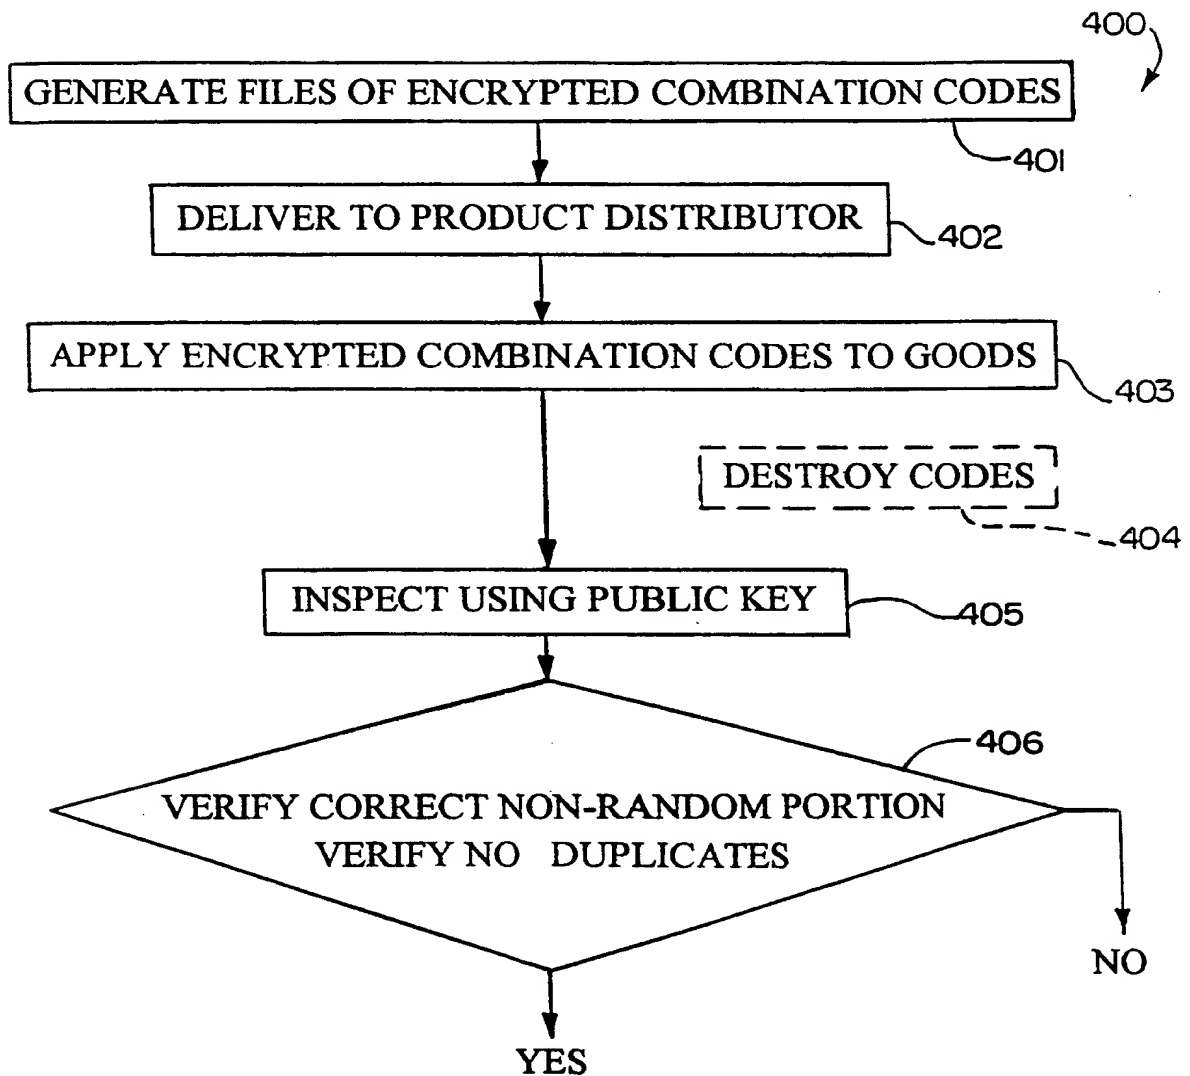 400
GENERATE FILES OF ENCRYPTED COMBINATION CODES
401
DELIVER TO PRODUCT DISTRIBUTOR
402
APPLY ENCRYPTED COMBINATION CODES TO GOODS
403
DESTROY CODES
404
INSPECT USING PUBLIC KEY
405
406
VERIFY CORRECT NON-RANDOM PORTION
VERIFY NO DUPLICATES
NO
YES